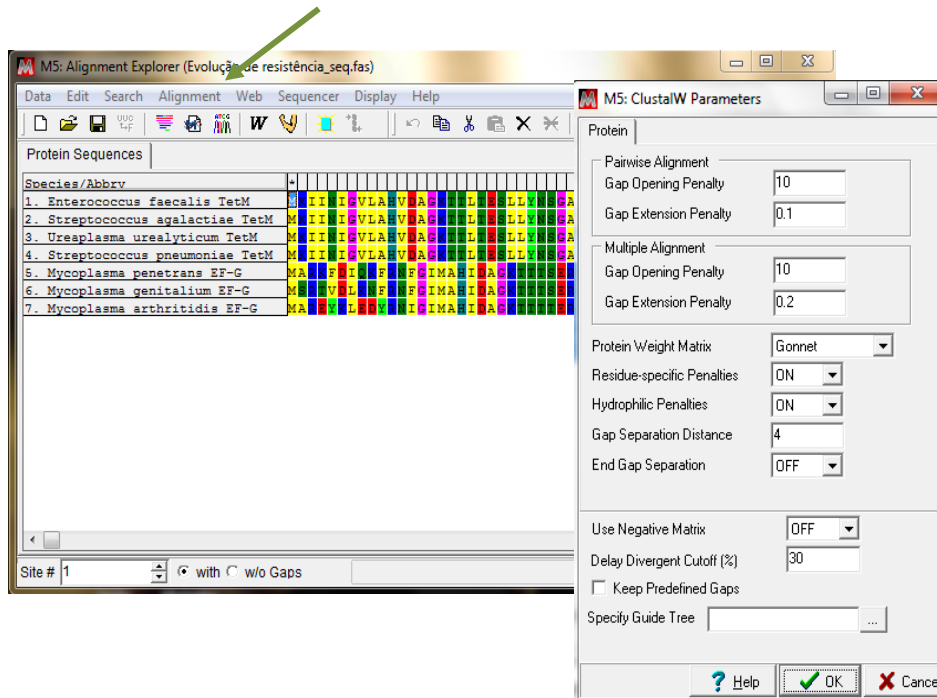 M5: Alignment Explorer (Evolução de resistência_seq.fas)
Data Edit Search Alignment Web Sequencer Display Help
W
Protein Sequences
Species/Abbrv *
1. Enterococcus faecalis TetM MKIINIGVLAHVDAGKTTLTESLLYNSGA
2. Streptococcus agalactiae TetM MKIINIGVLAHVDAGKTTLTESLLYNSGA
3. Ureaplasma urealyticum TetM MKIINIGVLAHVDAGKTTLTESLLYNSGA
4. Streptococcus pneumoniae TetM MKIINIGVLAHVDAGKTTLTESLLYNSGA
5. Mycoplasma penetrans EF-G
6. Mycoplasma genitalium EF-G
7. Mycoplasma arthritidis EF-G
Site # 1 with w/o Gaps
M5: ClustalW Parameters
Protein
Pairwise Alignment
Gap Opening Penalty 10
Gap Extension Penalty 0.1
Multiple Alignment
Gap Opening Penalty 10
Gap Extension Penalty 0.2
Protein Weight Matrix Gonnet
Residue-specific Penalties ON
Hydrophilic Penalties ON
Gap Separation Distance 4
End Gap Separation OFF
Use Negative Matrix OFF
Delay Divergent Cutoff (%) 30
Keep Predefined Gaps
Specify Guide Tree ...
? Help OK Cance